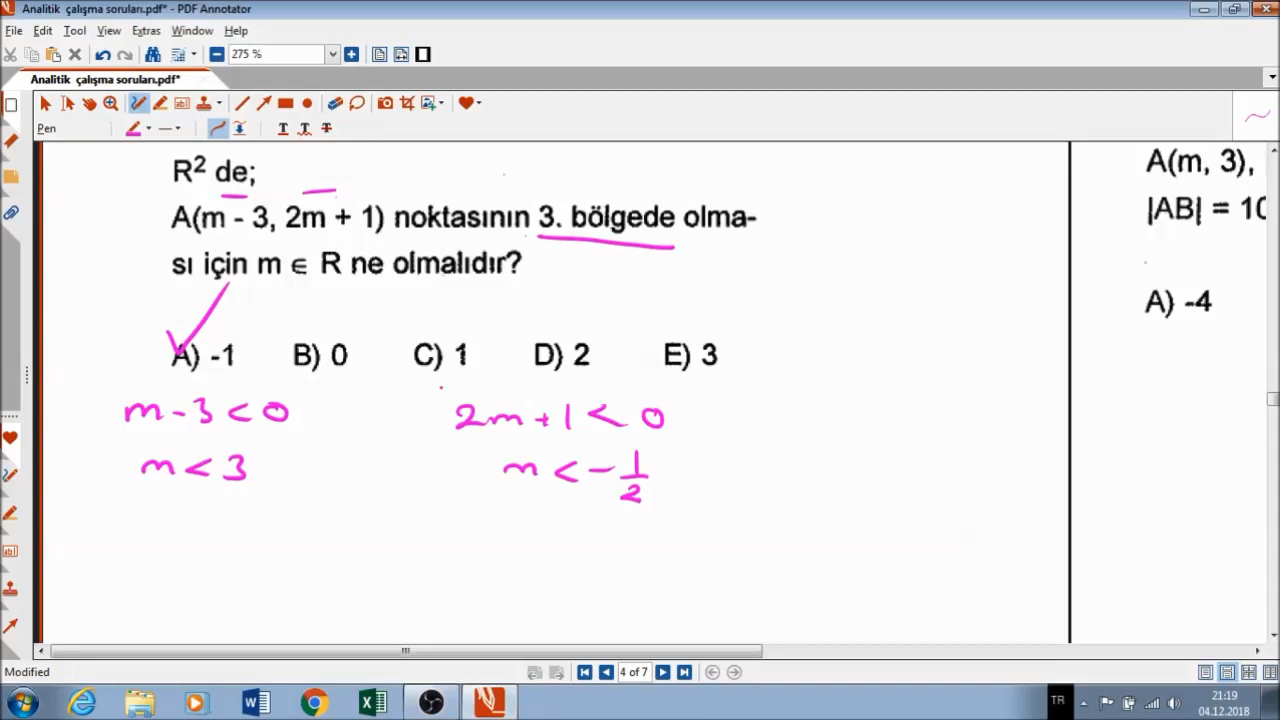 Analitik çalışma soruları.pdf* - PDF Annotator
File Edit Tool View Extras Window Help
275 %
Analitik çalışma soruları.pdf*
Pen
R² de;
A(m - 3, 2m + 1) noktasının 3. bölgede olma-
sı için m ∈ R ne olmalıdır?
A) -1 B) 0 C) 1 D) 2 E) 3
m - 3 < 0 2m + 1 < 0
m < 3 m < - 1/2
A(m, 3),
|AB| = 10
A) -4
Modified
4 of 7
TR
21:19
04.12.2018